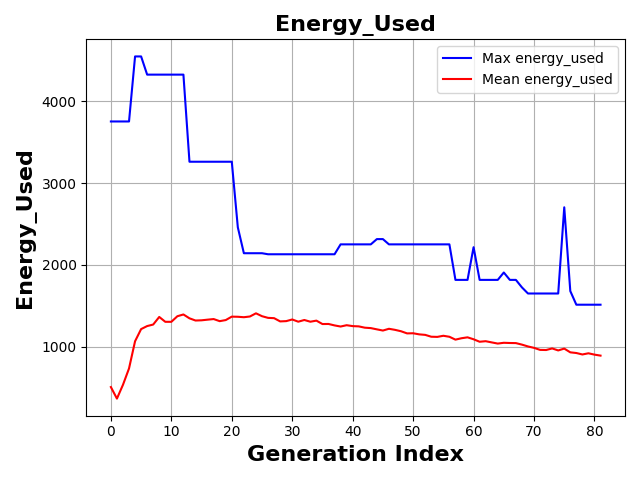 Energy_Used
Max energy_used
Mean energy_used
Energy_Used
4000
3000
2000
1000
0
10
20
30
40
50
60
70
80
Generation Index